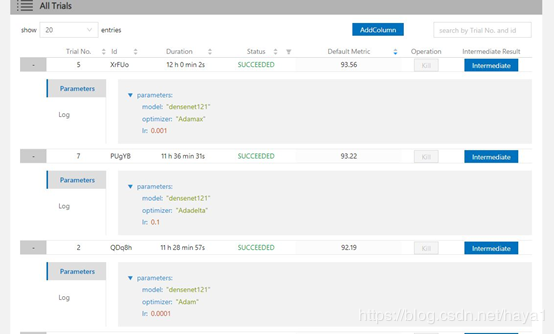 All Trials
show 20 entries AddColumn search by Trial No. and id
Trial No. Id Duration Status Default Metric Operation Intermediate Result
- 5 XrFUo 12 h 0 min 2s SUCCEEDED 93.56 Kill Intermediate
Parameters
Log
parameters:
model: "densenet121"
optimizer: "Adamax"
lr: 0.001
- 7 PUgYB 11 h 36 min 31s SUCCEEDED 93.22 Kill Intermediate
Parameters
Log
parameters:
model: "densenet121"
optimizer: "Adadelta"
lr: 0.1
- 2 QDq8h 11 h 28 min 57s SUCCEEDED 92.19 Kill Intermediate
Parameters
Log
parameters:
model: "densenet121"
optimizer: "Adam"
lr: 0.0001
https://blog.csdn.net/haya1